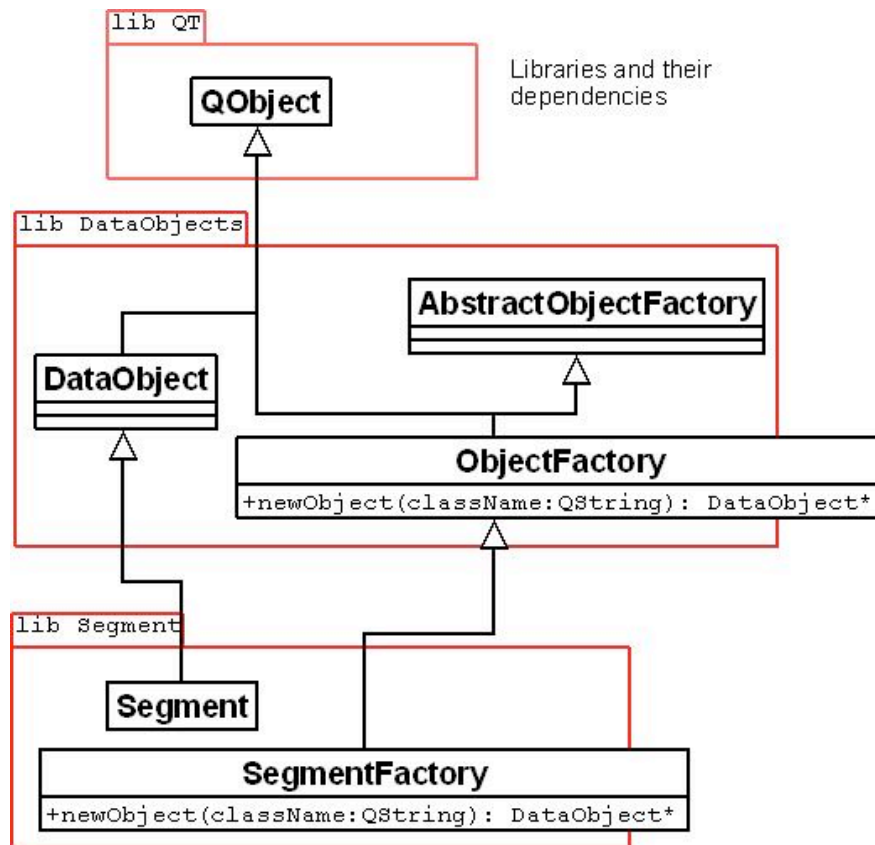 lib QT
QObject
Libraries and their
dependencies
lib DataObjects
AbstractObjectFactory
DataObject
ObjectFactory
+newObject(className:QString): DataObject*
lib Segment
Segment
SegmentFactory
+newObject(className:QString): DataObject*